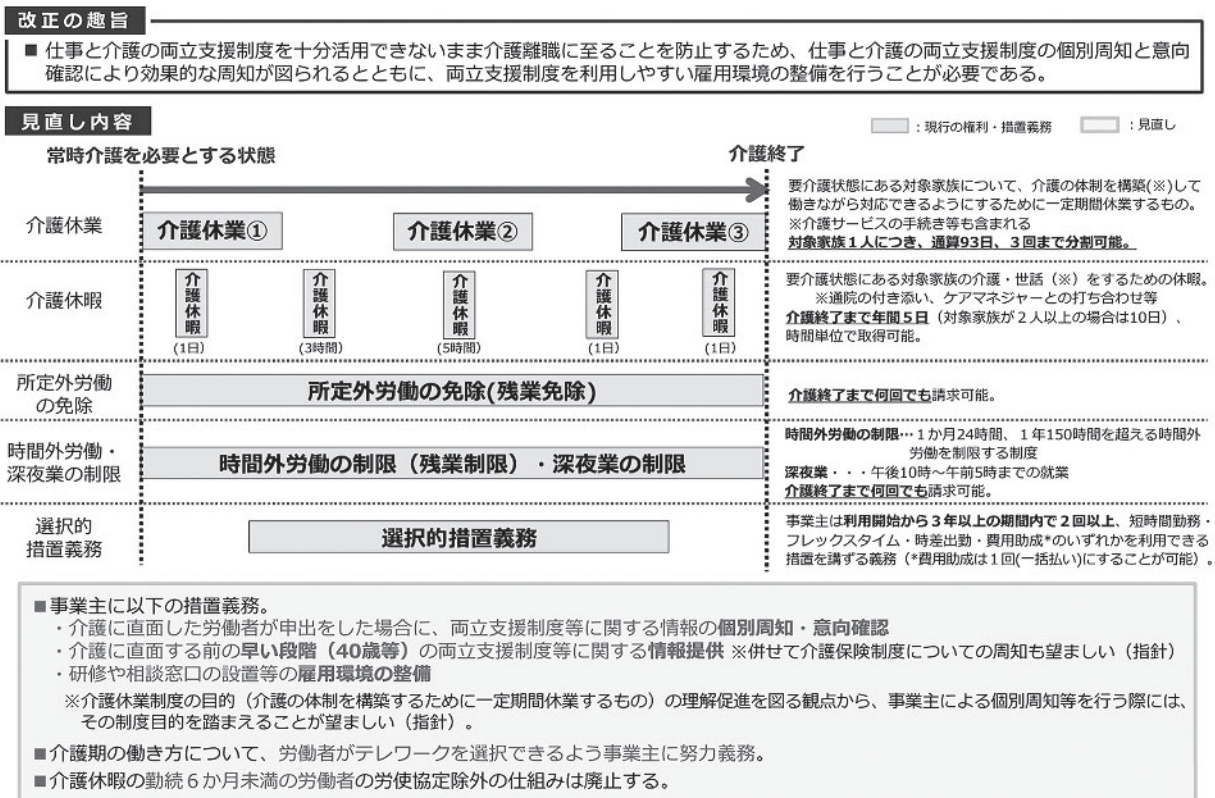 改正の趣旨
■ 仕事と介護の両立支援制度を十分活用できないまま介護離職に至ることを防止するため、仕事と介護の両立支援制度の個別周知と意向
確認により効果的な周知が図られるとともに、両立支援制度を利用しやすい雇用環境の整備を行うことが必要である。
見直し内容
：現行の権利・措置義務
：見直し
常時介護を必要とする状態
介護終了
介護休業
介護休業①
介護休業②
介護休業③
要介護状態にある対象家族について、介護の体制を構築(※)して
働きながら対応できるようにするために一定期間休業するもの。
※介護サービスの手続き等も含まれる
対象家族１人につき、通算93日、３回まで分割可能。
介護休暇
介護休暇
(1日)
介護休暇
(3時間)
介護休暇
(5時間)
介護休暇
(1日)
介護休暇
(1日)
要介護状態にある対象家族の介護・世話（※）をするための休暇。
※通院の付き添い、ケアマネジャーとの打ち合わせ等
介護終了まで年間５日（対象家族が２人以上の場合は10日）、
時間単位で取得可能。
所定外労働
の免除
所定外労働の免除(残業免除)
介護終了まで何回でも請求可能。
時間外労働・
深夜業の制限
時間外労働の制限（残業制限）・深夜業の制限
時間外労働の制限…１か月24時間、１年150時間を超える時間外
労働を制限する制度
深夜業・・・午後10時～午前5時までの就業
介護終了まで何回でも請求可能。
選択的
措置義務
選択的措置義務
事業主は利用開始から３年以上の期間内で２回以上、短時間勤務・
フレックスタイム・時差出勤・費用助成*のいずれかを利用できる
措置を講ずる義務（*費用助成は１回(一括払い)にすることが可能）。
■事業主に以下の措置義務。
・介護に直面した労働者が申出をした場合に、両立支援制度等に関する情報の個別周知・意向確認
・介護に直面する前の早い段階（40歳等）の両立支援制度等に関する情報提供 ※併せて介護保険制度についての周知も望ましい（指針）
・研修や相談窓口の設置等の雇用環境の整備
※介護休業制度の目的（介護の体制を構築するために一定期間休業するもの）の理解促進を図る観点から、事業主による個別周知等を行う際には、
その制度目的を踏まえることが望ましい（指針）。
■介護期の働き方について、労働者がテレワークを選択できるよう事業主に努力義務。
■介護休暇の勤続６か月未満の労働者の労使協定除外の仕組みは廃止する。